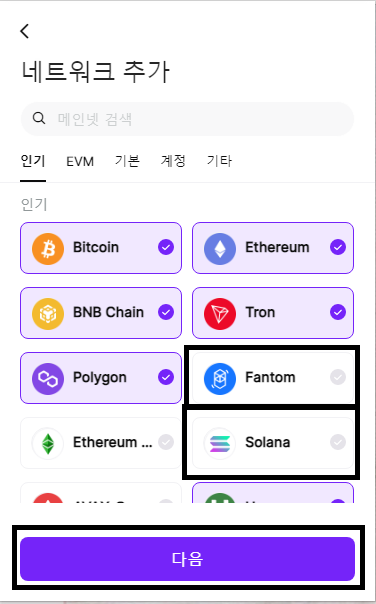 네트워크 추가
메인넷 검색
인기 EVM 기본 계정 기타
인기
Bitcoin Ethereum
BNB Chain Tron
Polygon Fantom
Ethereum ... Solana
다음